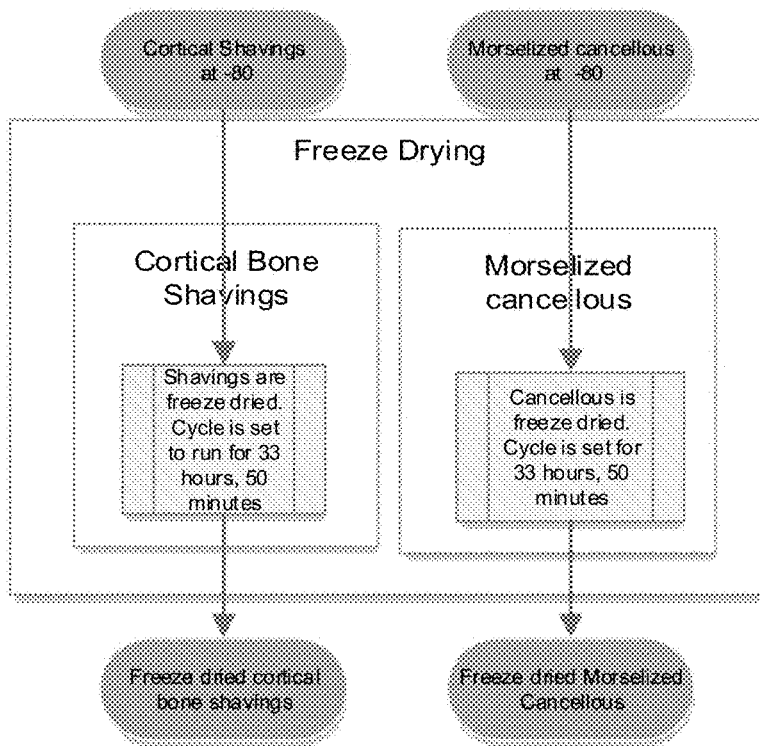 Cortical Shavings
at -80
Morselized cancellous
at -80
Freeze Drying
Cortical Bone
Shavings
Morselized
cancellous
Shavings are
freeze dried.
Cycle is set
to run for 33
hours, 50
minutes
Cancellous is
freeze dried.
Cycle is set for
33 hours, 50
minutes
Freeze dried cortical
bone shavings
Freeze dried Morselized
Cancellous